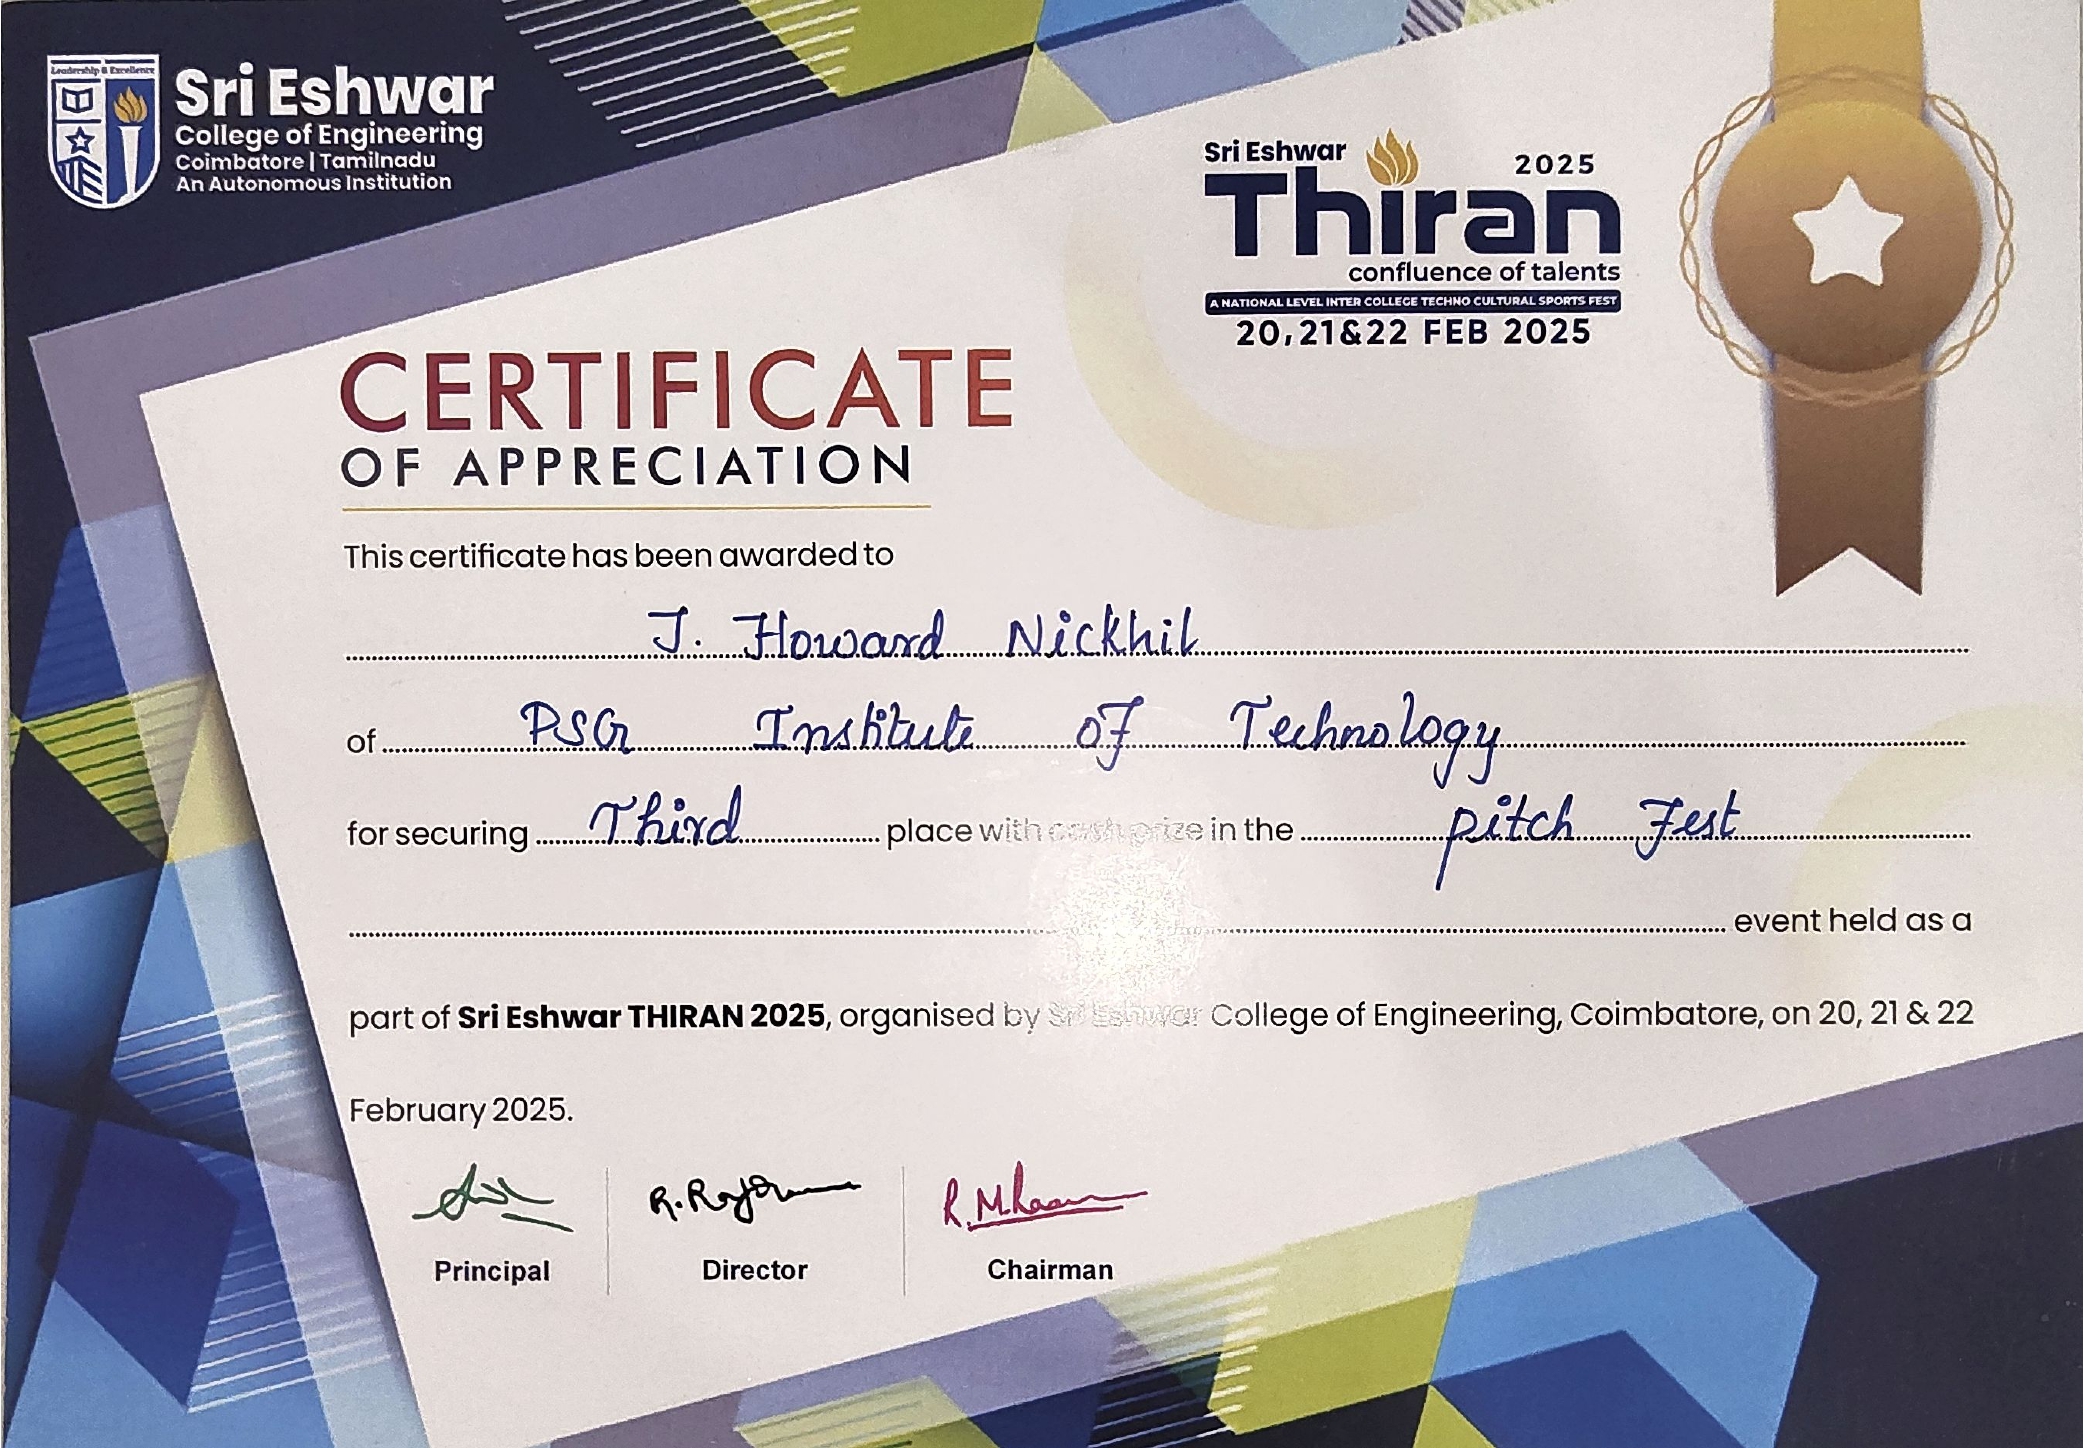 Leadership & Excellence
Sri Eshwar
College of Engineering
Coimbatore | Tamilnadu
An Autonomous Institution
Sri Eshwar 2025
Thiran
confluence of talents
A NATIONAL LEVEL INTER COLLEGE TECHNO CULTURAL SPORTS FEST
20,21&22 FEB 2025
CERTIFICATE
OF APPRECIATION
This certificate has been awarded to
J. Howard Nickhil
of PSG Institute of Technology
for securing Third place with cash prize in the pitch Fest
event held as a
part of Sri Eshwar THIRAN 2025, organised by Sri Eshwar College of Engineering, Coimbatore, on 20, 21 & 22
February 2025.
Principal Director Chairman